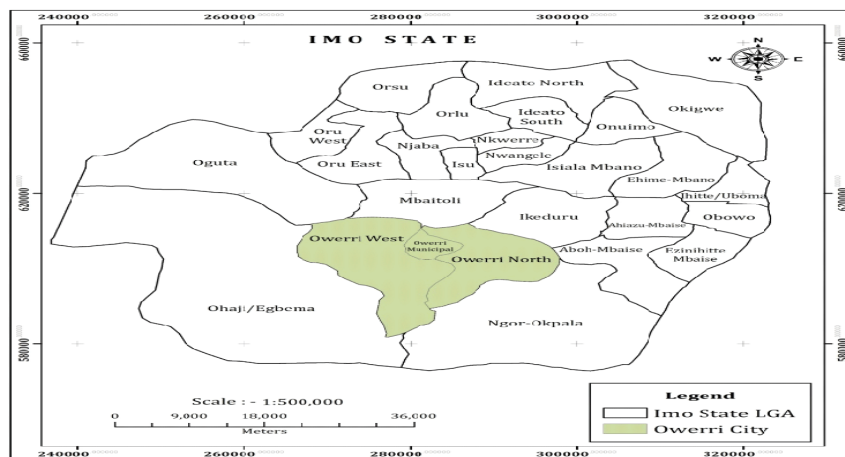 240000 260000 280000 300000 320000
IMO STATE
N
W E
S
660000
660000
Orsu
Ideato North
Okigwe
Orlu
Ideato
South
Onuimo
Oru
West
Njaba
Nkwerre
Isu
Nwangele
Oguta
Oru East
Isiala Mbano
Ehime-Mbano
620000
620000
Mbaitoli
Ihitte/Uboma
Ikeduru
Obowo
Ahiazu-Mbaise
Owerri West
Owerri
Municipal
Owerri North
Aboh-Mbaise
Ezinihitte
Mbaise
Ohaji/Egbema
Ngor-Okpala
580000
580000
Scale : - 1:500,000
0 9,000 18,000 36,000
Meters
Legend
Imo State LGA
Owerri City
240000 260000 280000 300000 320000